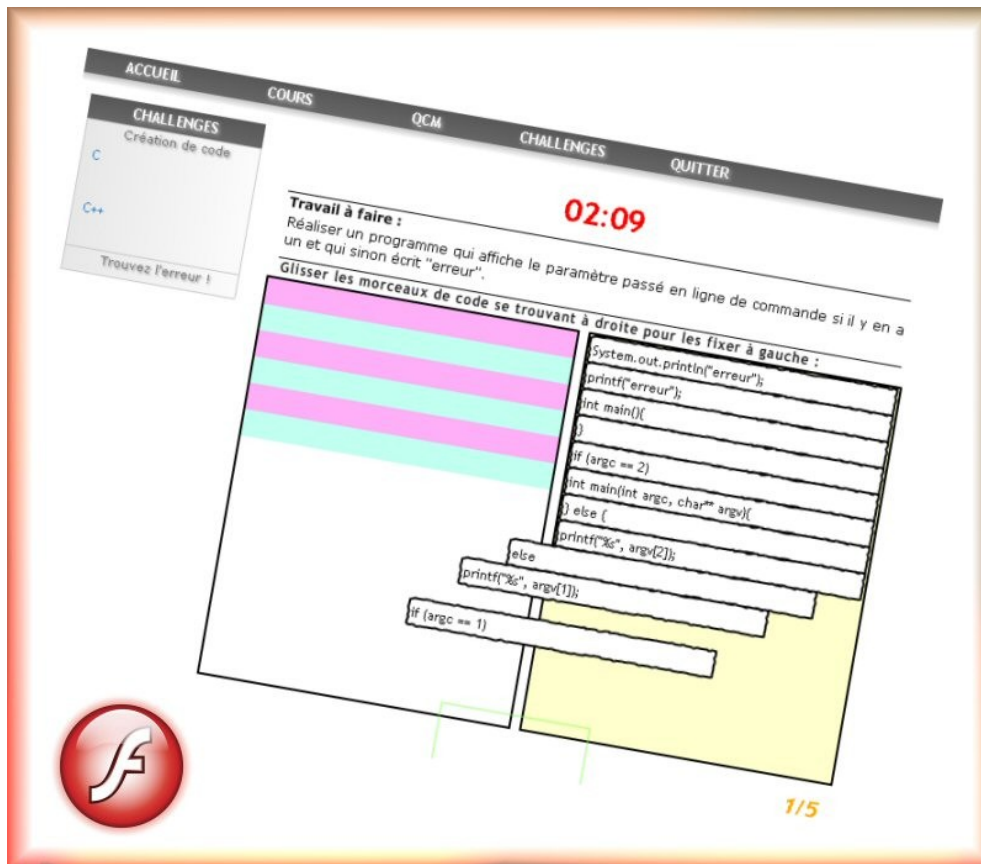 ACCUEIL
COURS
QCM
CHALLENGES
QUITTER
CHALLENGES
Création de code
C
C++
Trouvez l'erreur !
02:09
Travail à faire :
Réaliser un programme qui affiche le paramètre passé en ligne de commande si il y en a
un et qui sinon écrit "erreur".
Glisser les morceaux de code se trouvant à droite pour les fixer à gauche :
System.out.println("erreur");
printf("erreur");
int main(){
}
if (argc == 2)
int main(int argc, char** argv){
} else {
printf("%s", argv[2]);
else
printf("%s", argv[1]);
if (argc == 1)
1/5